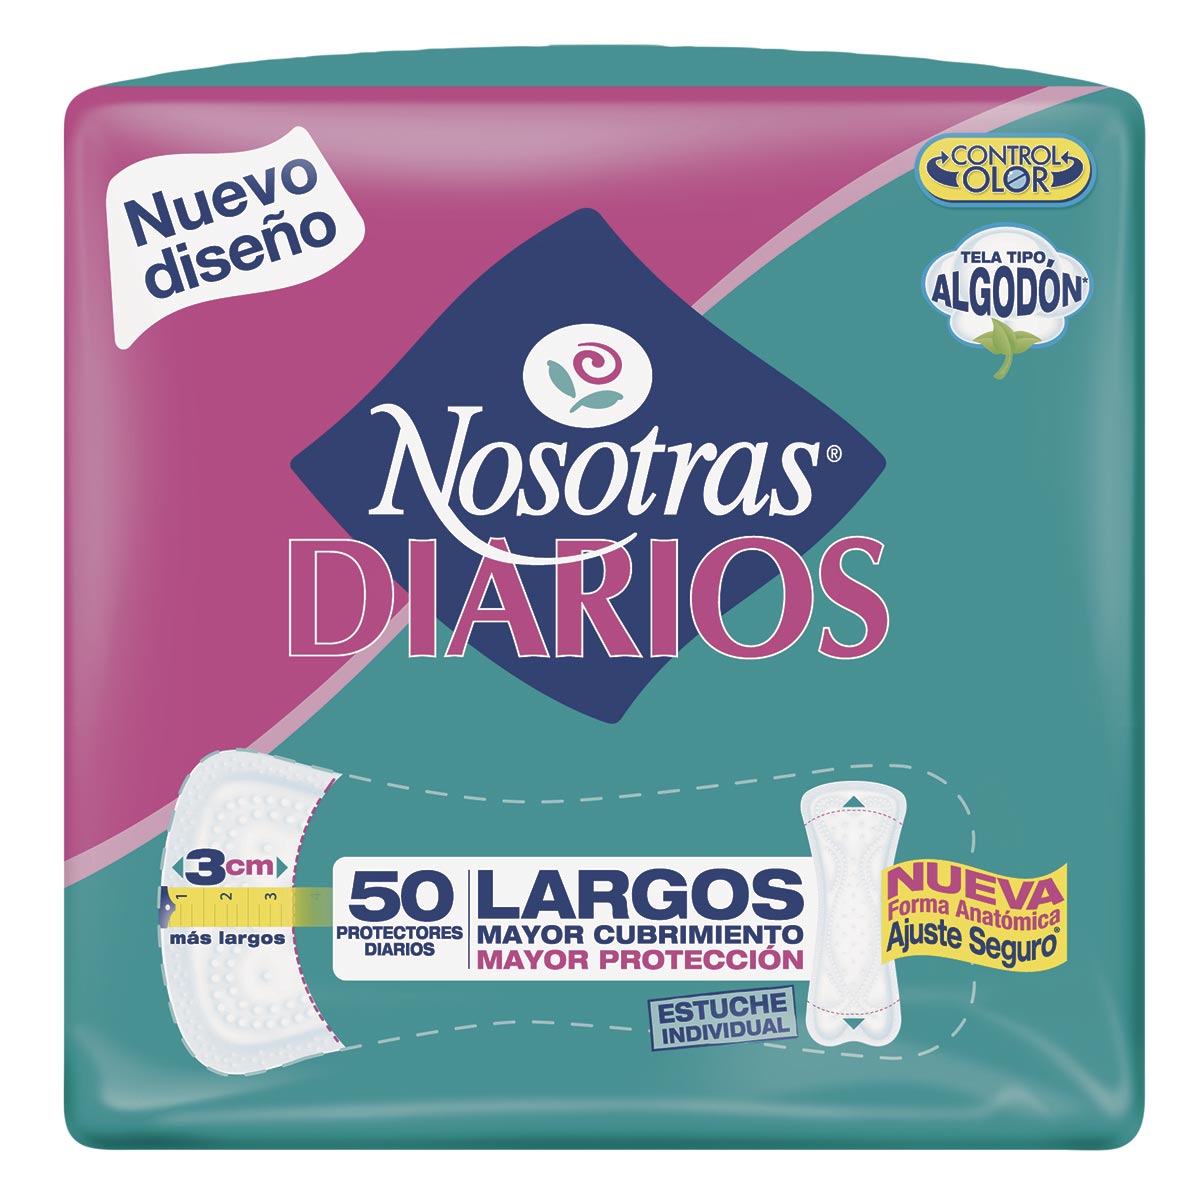 Nuevo
diseño
CONTROL
OLOR
TELA TIPO
ALGODÓN*
Nosotras®
DIARIOS
3cm
1 2 3 4
más largos
50
PROTECTORES
DIARIOS
LARGOS
MAYOR CUBRIMIENTO
MAYOR PROTECCIÓN
NUEVA
Forma Anatómica
Ajuste Seguro®
ESTUCHE
INDIVIDUAL